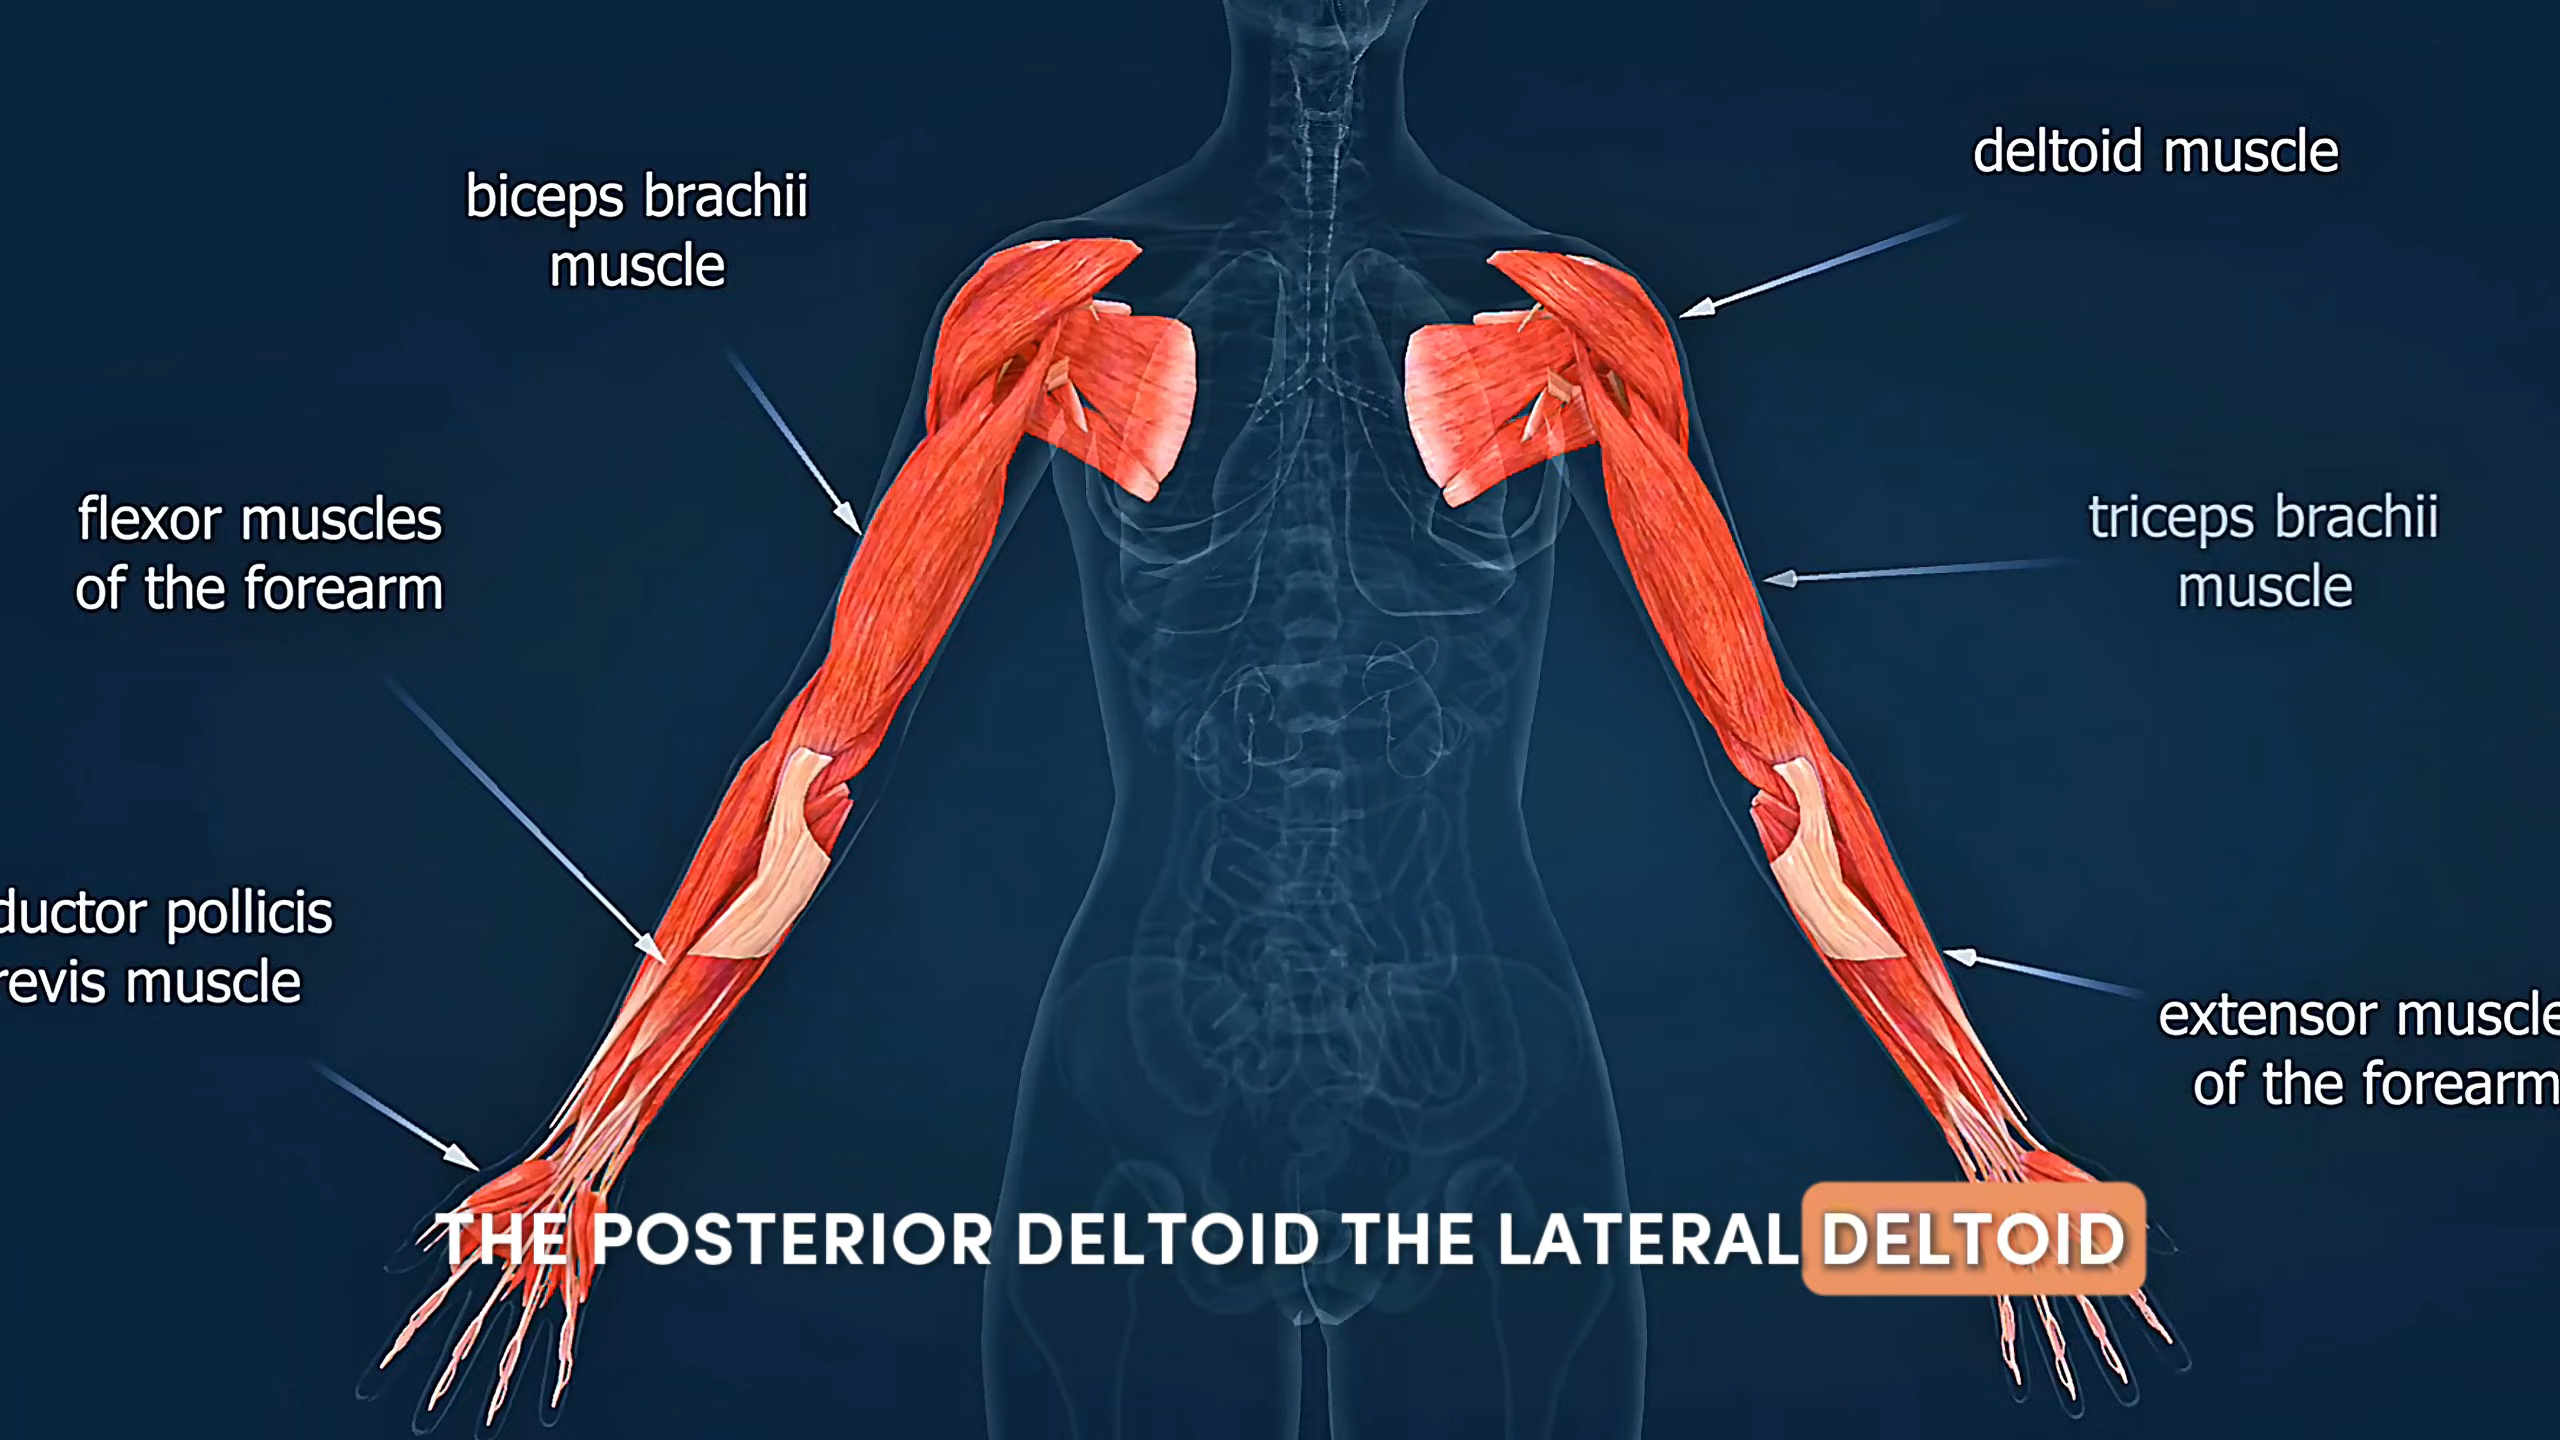 deltoid muscle
biceps brachii
muscle
flexor muscles
of the forearm
triceps brachii
muscle
ductor pollicis
revis muscle
extensor muscle
of the forearm
THE POSTERIOR DELTOID THE LATERAL DELTOID